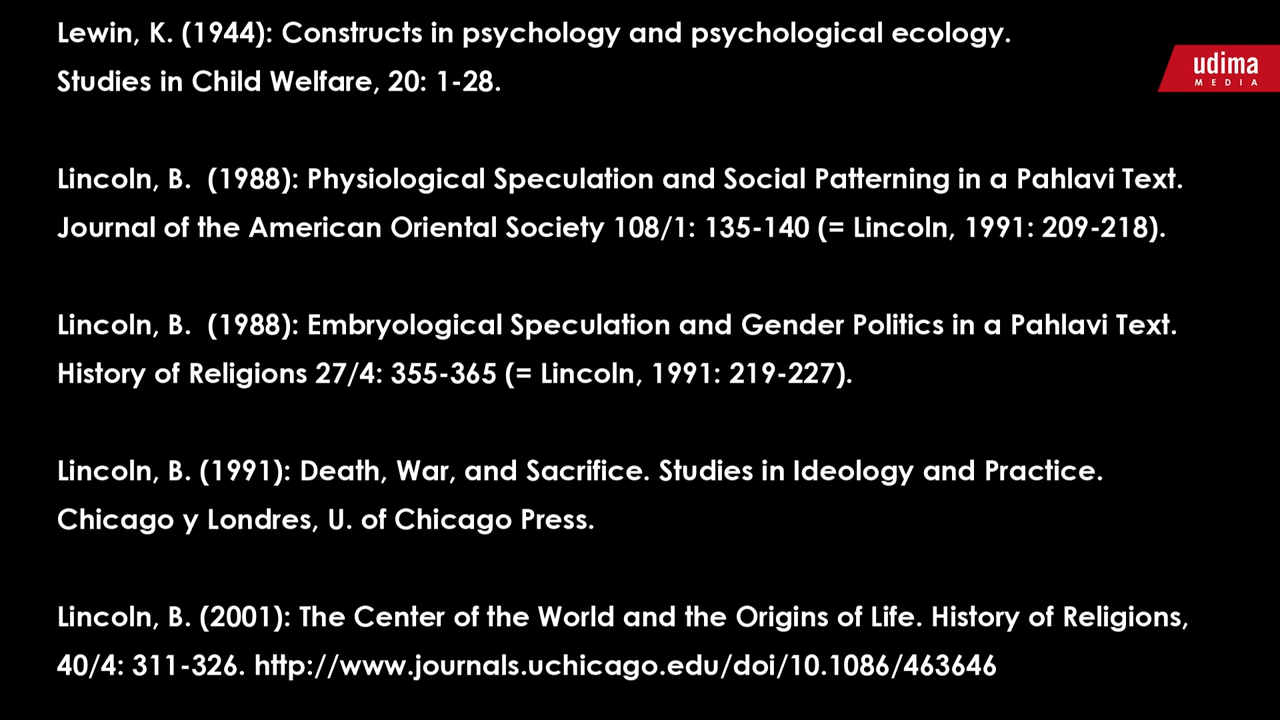 Lewin, K. (1944): Constructs in psychology and psychological ecology.
Studies in Child Welfare, 20: 1-28.
udima
MEDIA
Lincoln, B.  (1988): Physiological Speculation and Social Patterning in a Pahlavi Text.
Journal of the American Oriental Society 108/1: 135-140 (= Lincoln, 1991: 209-218).
Lincoln, B.  (1988): Embryological Speculation and Gender Politics in a Pahlavi Text.
History of Religions 27/4: 355-365 (= Lincoln, 1991: 219-227).
Lincoln, B. (1991): Death, War, and Sacrifice. Studies in Ideology and Practice.
Chicago y Londres, U. of Chicago Press.
Lincoln, B. (2001): The Center of the World and the Origins of Life. History of Religions,
40/4: 311-326. http://www.journals.uchicago.edu/doi/10.1086/463646